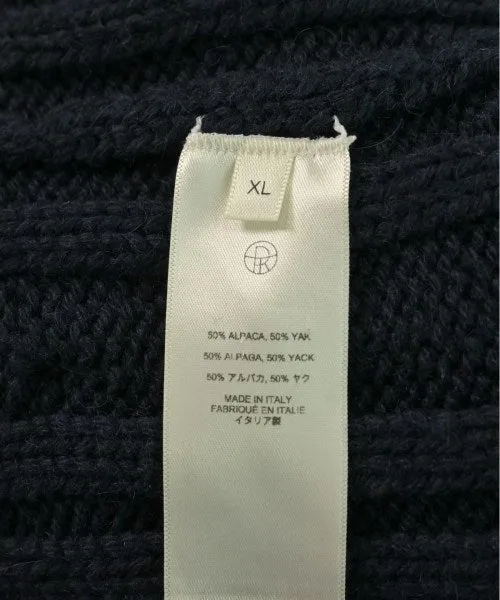 XL
50% ALPACA, 50% YAK
50% ALPAGA, 50% YACK
50% アルパカ, 50% ヤク
MADE IN ITALY
FABRIQUÉ EN ITALIE
イタリア製